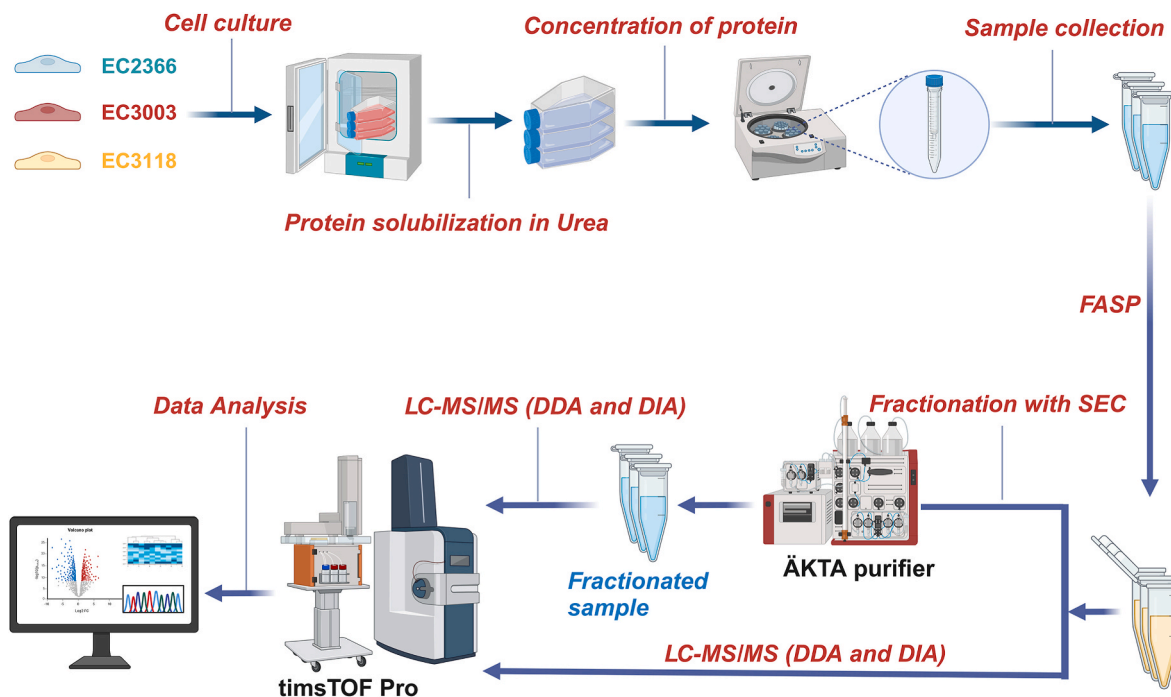 Cell culture
Concentration of protein
Sample collection
EC2366
EC3003
EC3118
Protein solubilization in Urea
FASP
Data Analysis
LC-MS/MS (DDA and DIA)
Fractionation with SEC
Volcano plot
ÄKTA purifier
Fractionated
sample
LC-MS/MS (DDA and DIA)
timsTOF Pro